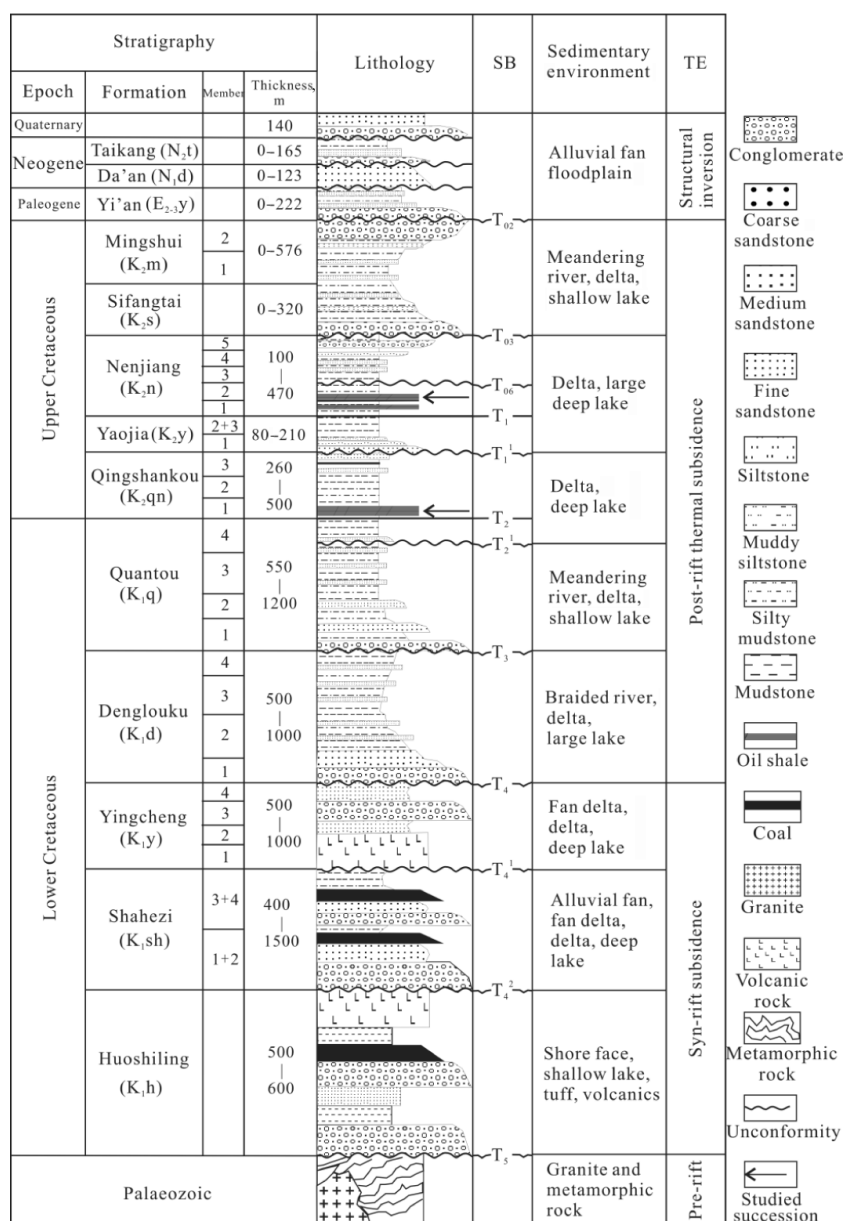 Stratigraphy
Lithology
SB
Sedimentary
environment
TE
Epoch
Formation
Member
Thickness,
m
Quaternary
140
Neogene
Taikang (N₂t)
0–165
Da’an (N₁d)
0–123
Paleogene
Yi’an (E₂₋₃y)
0–222
Alluvial fan
floodplain
Structural
inversion
T₀₂
Upper Cretaceous
Mingshui
(K₂m)
2
1
0–576
Sifangtai
(K₂s)
0–320
Meandering
river, delta,
shallow lake
T₀₃
Nenjiang
(K₂n)
5
4
3
2
1
100
|
470
T₀₆
T₁
Delta, large
deep lake
Yaojia (K₂y)
2+3
1
80–210
T₁¹
Qingshankou
(K₂qn)
3
2
1
260
|
500
T₂
Delta,
deep lake
Post-rift thermal subsidence
Lower Cretaceous
Quantou
(K₁q)
4
3
2
1
550
|
1200
T₂¹
Meandering
river, delta,
shallow lake
T₃
Denglouku
(K₁d)
4
3
2
1
500
|
1000
Braided river,
delta,
large lake
T₄
Yingcheng
(K₁y)
4
3
2
1
500
|
1000
Fan delta,
delta,
deep lake
T₄¹
Shahezi
(K₁sh)
3+4
1+2
400
|
1500
Alluvial fan,
fan delta,
delta, deep
lake
T₄²
Syn-rift subsidence
Huoshiling
(K₁h)
500
|
600
Shore face,
shallow lake,
tuff, volcanics
T₅
Palaeozoic
Granite and
metamorphic
rock
Pre-rift
Conglomerate
Coarse
sandstone
Medium
sandstone
Fine
sandstone
Siltstone
Muddy
siltstone
Silty
mudstone
Mudstone
Oil shale
Coal
Granite
Volcanic
rock
Metamorphic
rock
Unconformity
Studied
succession